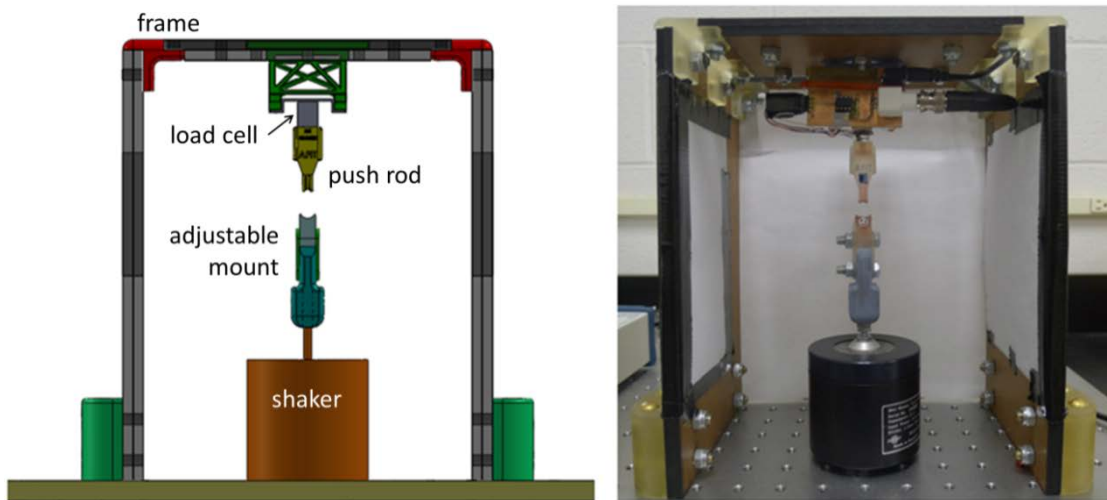 frame
load cell
push rod
adjustable
mount
shaker